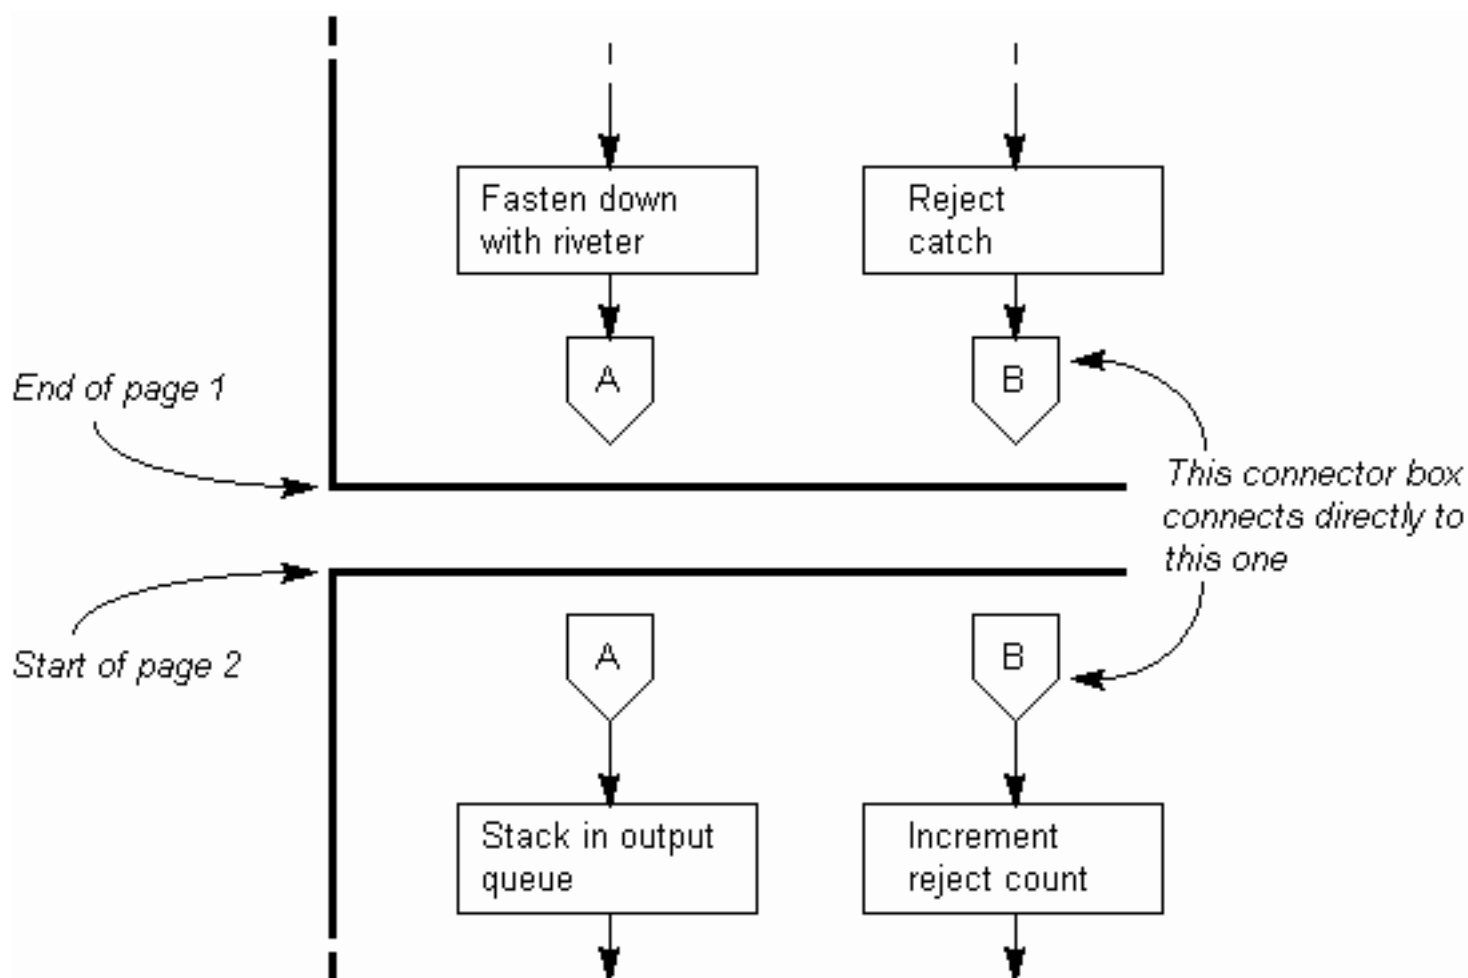 Fasten down
with riveter
Reject
catch
A
B
End of page 1
This connector box
connects directly to
this one
Start of page 2
A
B
Stack in output
queue
Increment
reject count